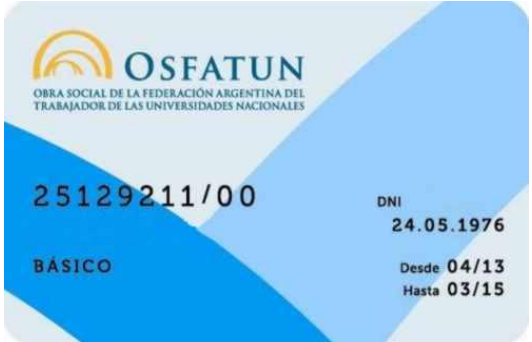 OSFATUN
OBRA SOCIAL DE LA FEDERACIÓN ARGENTINA DEL
TRABAJADOR DE LAS UNIVERSIDADES NACIONALES
25129211/00
DNI
24.05.1976
BÁSICO
Desde 04/13
Hasta 03/15